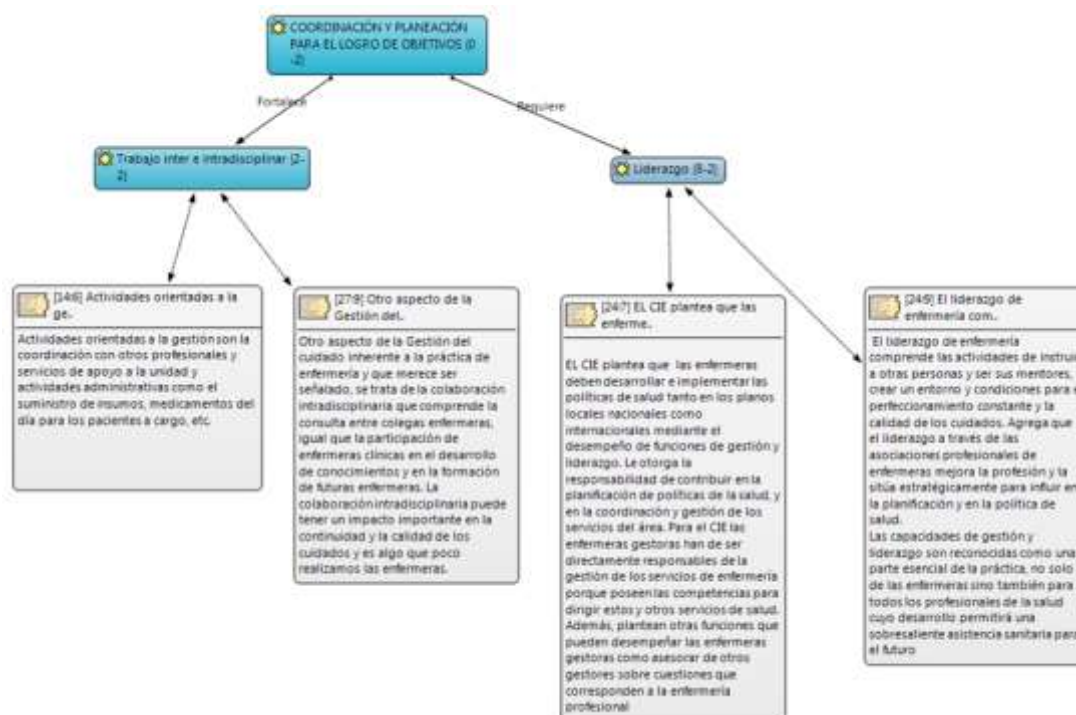 COORDINACIÓN Y PLANEACIÓN
PARA EL LOGRO DE OBJETIVOS {0
-2}
Fortalece
Requiere
Trabajo inter e intradisciplinar {2-
2}
Liderazgo {8-2}
[14:6] Actividades orientadas a la
ge..
Actividades orientadas a la gestión son la
coordinación con otros profesionales y
servicios de apoyo a la unidad y
actividades administrativas como el
suministro de insumos, medicamentos del
día para los pacientes a cargo, etc.
[27:9] Otro aspecto de la
Gestión del..
Otro aspecto de la Gestión del
cuidado inherente a la práctica de
enfermería y que merece ser
señalado, se trata de la colaboración
intradisciplinaria que comprende la
consulta entre colegas enfermeras,
igual que la participación de
enfermeras clínicas en el desarrollo
de conocimientos y en la formación
de futuras enfermeras. La
colaboración intradisciplinaria puede
tener un impacto importante en la
continuidad y la calidad de los
cuidados y es algo que poco
realizamos las enfermeras.
[24:7] EL CIE plantea que las
enferme..
EL CIE plantea que las enfermeras
deben desarrollar e implementar las
políticas de salud tanto en los planos
locales nacionales como
internacionales mediante el
desempeño de funciones de gestión y
liderazgo. Le otorga la
responsabilidad de contribuir en la
planificación de políticas de la salud, y
en la coordinación y gestión de los
servicios del área. Para el CIE las
enfermeras gestoras han de ser
directamente responsables de la
gestión de los servicios de enfermería
porque poseen las competencias para
dirigir estos y otros servicios de salud.
Además, plantean otras funciones que
pueden desempeñar las enfermeras
gestoras como asesorar de otros
gestores sobre cuestiones que
corresponden a la enfermería
profesional
[24:9] El liderazgo de
enfermería com..
El liderazgo de enfermería
comprende las actividades de instruir
a otras personas y ser sus mentores,
crear un entorno y condiciones para e
perfeccionamiento constante y la
calidad de los cuidados. Agrega que
el liderazgo a través de las
asociaciones profesionales de
enfermeras mejora la profesión y la
sitúa estratégicamente para influir en
la planificación y en la política de
salud.
Las capacidades de gestión y
liderazgo son reconocidas como una
parte esencial de la práctica, no solo
de las enfermeras sino también para
todos los profesionales de la salud
cuyo desarrollo permitirá una
sobresaliente asistencia sanitaria para
el futuro